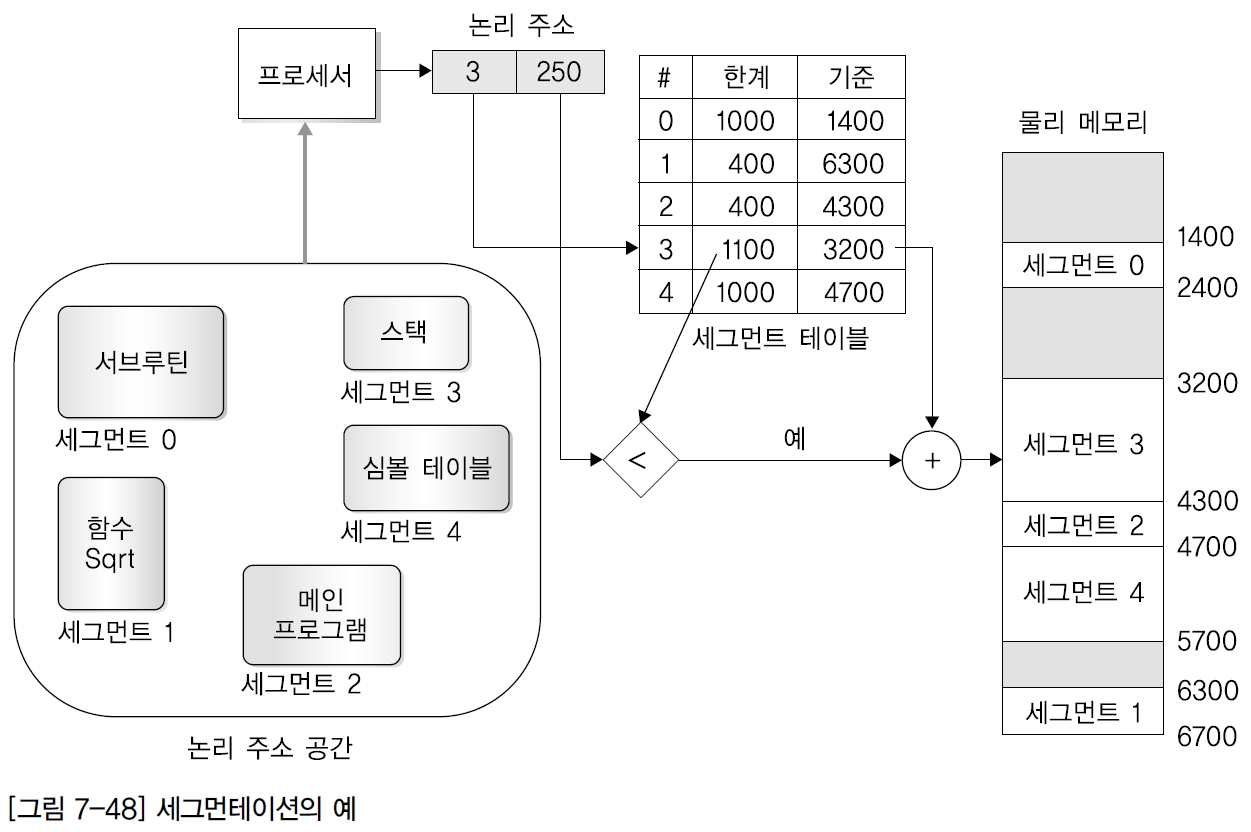 논리 주소
프로세서
3 250
# 한계 기준
0 1000 1400
1 400 6300
2 400 4300
3 1100 3200
4 1000 4700
세그먼트 테이블
물리 메모리
1400
세그먼트 0
2400
3200
세그먼트 3
4300
세그먼트 2
4700
세그먼트 4
5700
6300
세그먼트 1
6700
<
예
+
서브루틴
세그먼트 0
스택
세그먼트 3
심볼 테이블
세그먼트 4
함수
Sqrt
세그먼트 1
메인
프로그램
세그먼트 2
논리 주소 공간
[그림 7-48] 세그먼테이션의 예